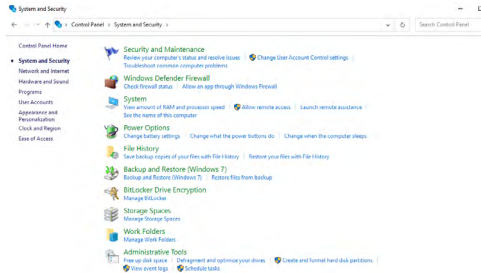 System and Security
Control Panel > System and Security >
Search Control Panel
Control Panel Home
System and Security
Network and Internet
Hardware and Sound
Programs
User Accounts
Appearance and
Personalization
Clock and Region
Ease of Access
Security and Maintenance
Review your computer's status and resolve issues | Change User Account Control settings |
Troubleshoot common computer problems
Windows Defender Firewall
Check firewall status | Allow an app through Windows Firewall
System
View amount of RAM and processor speed | Allow remote access | Launch remote assistance |
See the name of this computer
Power Options
Change battery settings | Change what the power buttons do | Change when the computer sleeps
File History
Save backup copies of your files with File History | Restore your files with File History
Backup and Restore (Windows 7)
Backup and Restore (Windows 7) | Restore files from backup
BitLocker Drive Encryption
Manage BitLocker
Storage Spaces
Manage Storage Spaces
Work Folders
Manage Work Folders
Administrative Tools
Free up disk space | Defragment and optimise your drives | Create and format hard disk partitions |
View event logs | Schedule tasks